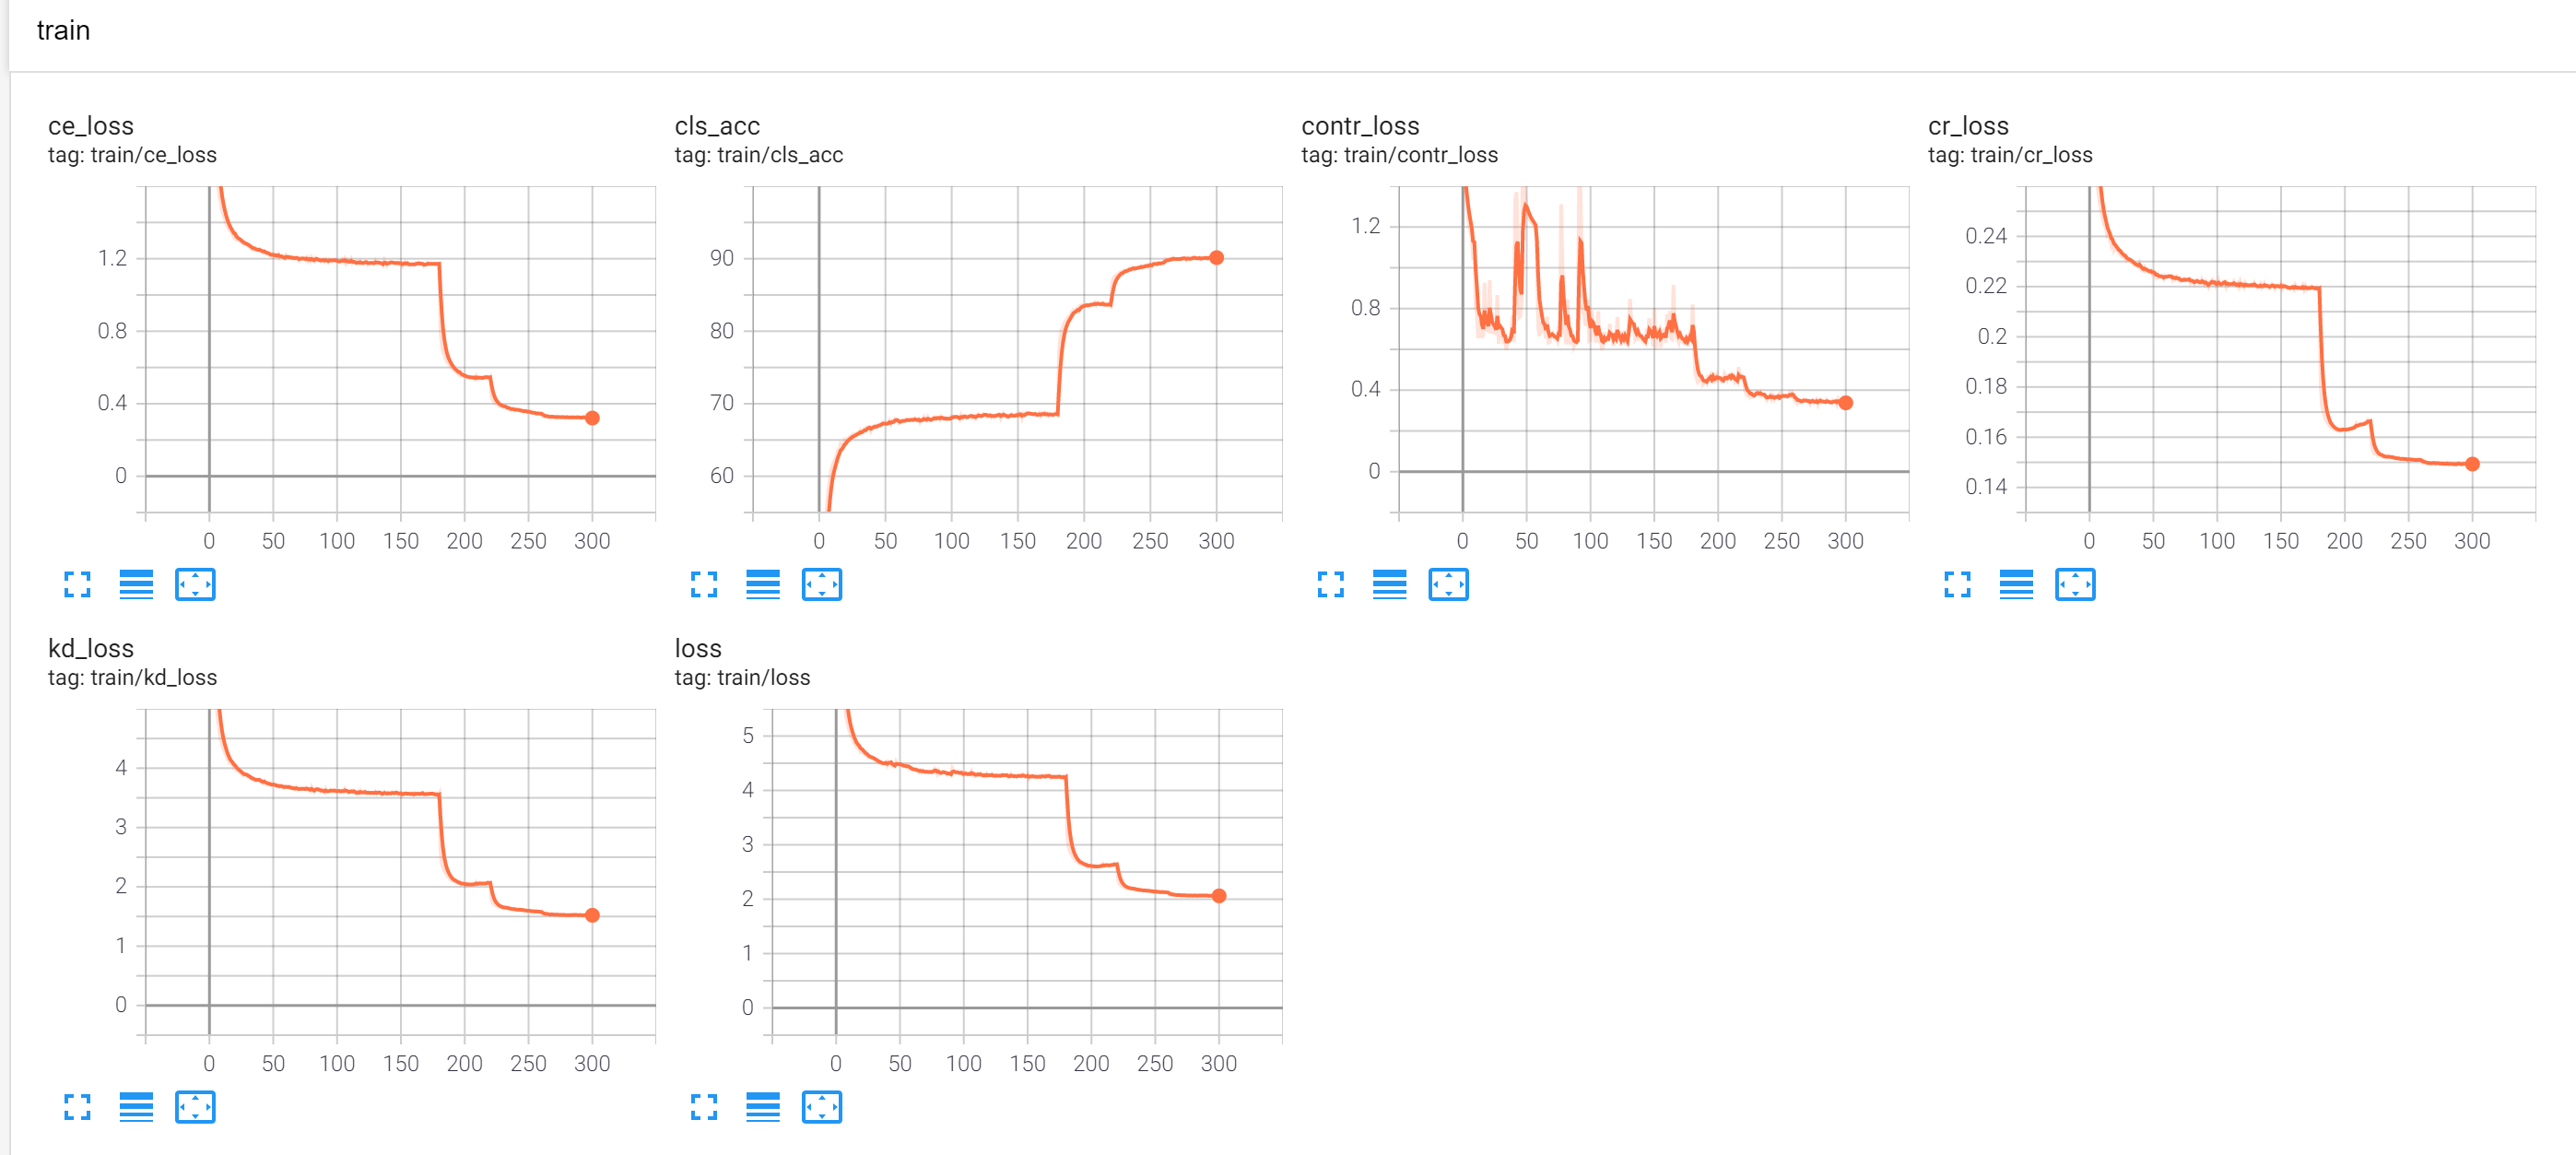 train
ce_loss
tag: train/ce_loss
1.2
0.8
0.4
0
0 50 100 150 200 250 300
cls_acc
tag: train/cls_acc
90
80
70
60
0 50 100 150 200 250 300
contr_loss
tag: train/contr_loss
1.2
0.8
0.4
0
0 50 100 150 200 250 300
cr_loss
tag: train/cr_loss
0.24
0.22
0.2
0.18
0.16
0.14
0 50 100 150 200 250 300
kd_loss
tag: train/kd_loss
4
3
2
1
0
0 50 100 150 200 250 300
loss
tag: train/loss
5
4
3
2
1
0
0 50 100 150 200 250 300